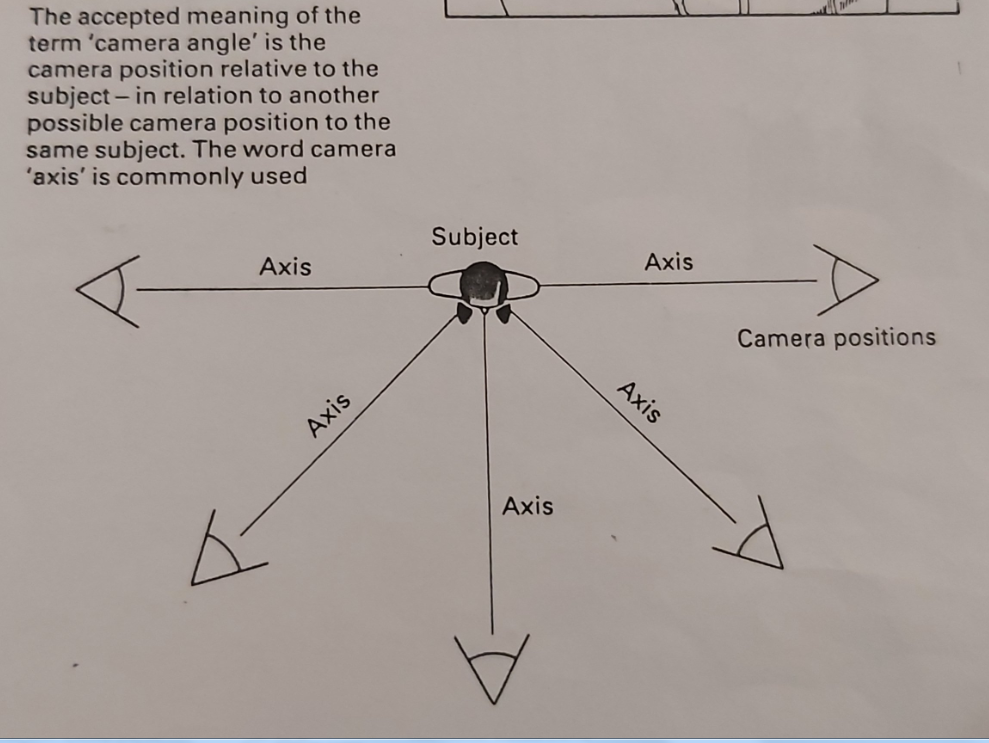 The accepted meaning of the
term ‘camera angle’ is the
camera position relative to the
subject – in relation to another
possible camera position to the
same subject. The word camera
‘axis’ is commonly used
Subject
Axis
Axis
Camera positions
Axis
Axis
Axis